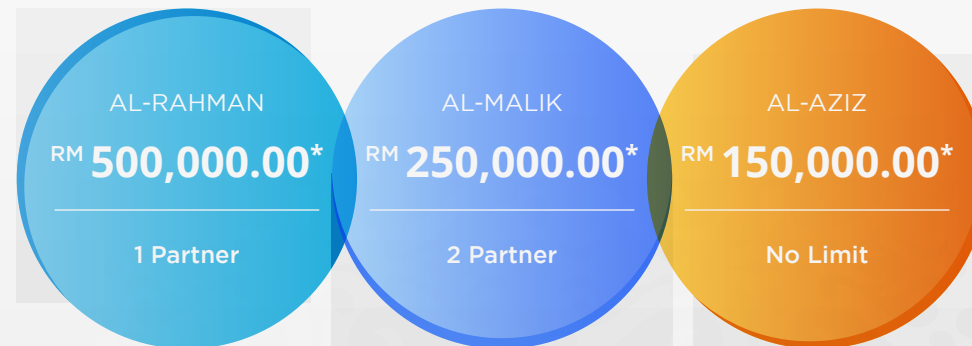 AL-RAHMAN
RM 500,000.00*
1 Partner
AL-MALIK
RM 250,000.00*
2 Partner
AL-AZIZ
RM 150,000.00*
No Limit